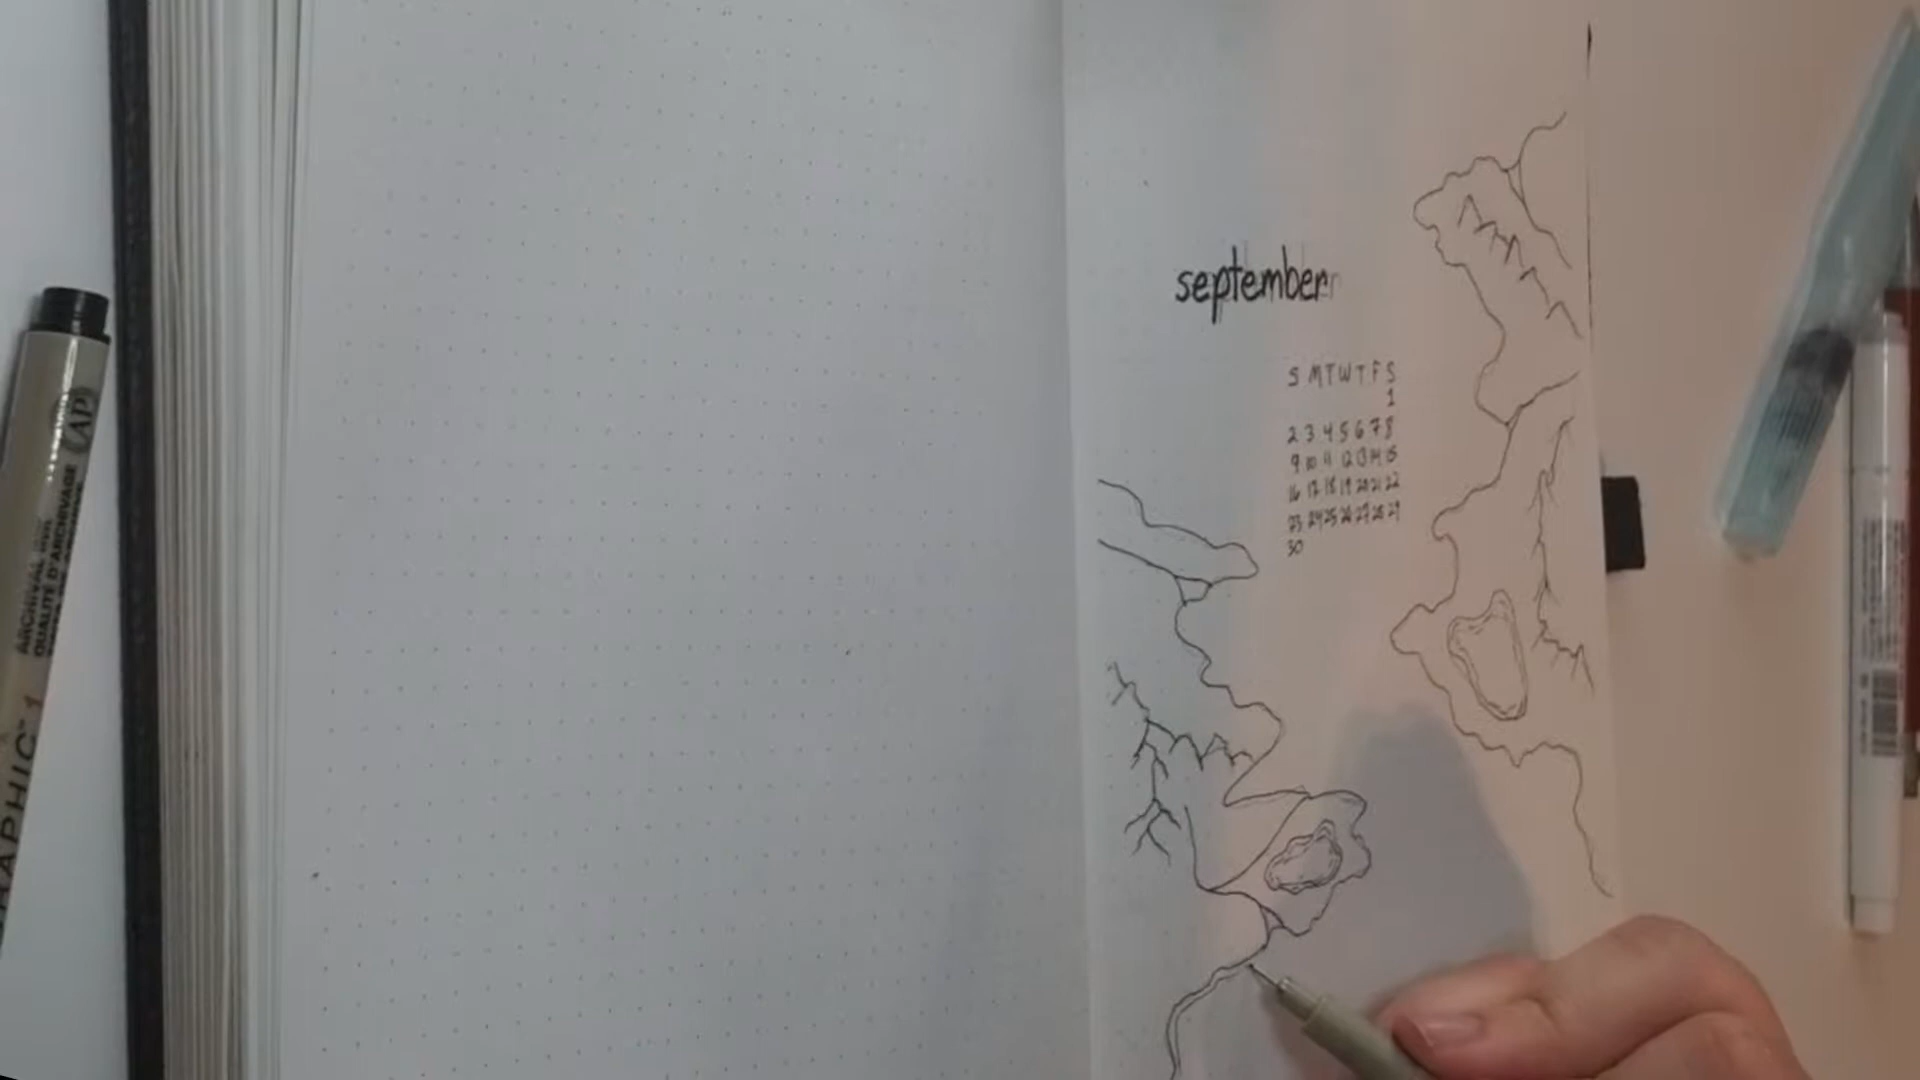 september
S M T W T F S
1
2 3 4 5 6 7 8
9 10 11 12 13 14 15
16 17 18 19 20 21 22
23 24 25 26 27 28 29
30
AP
ARCHIVAL INK
QUALITÉ D'ARCHIVAGE
GRAPHIC 1